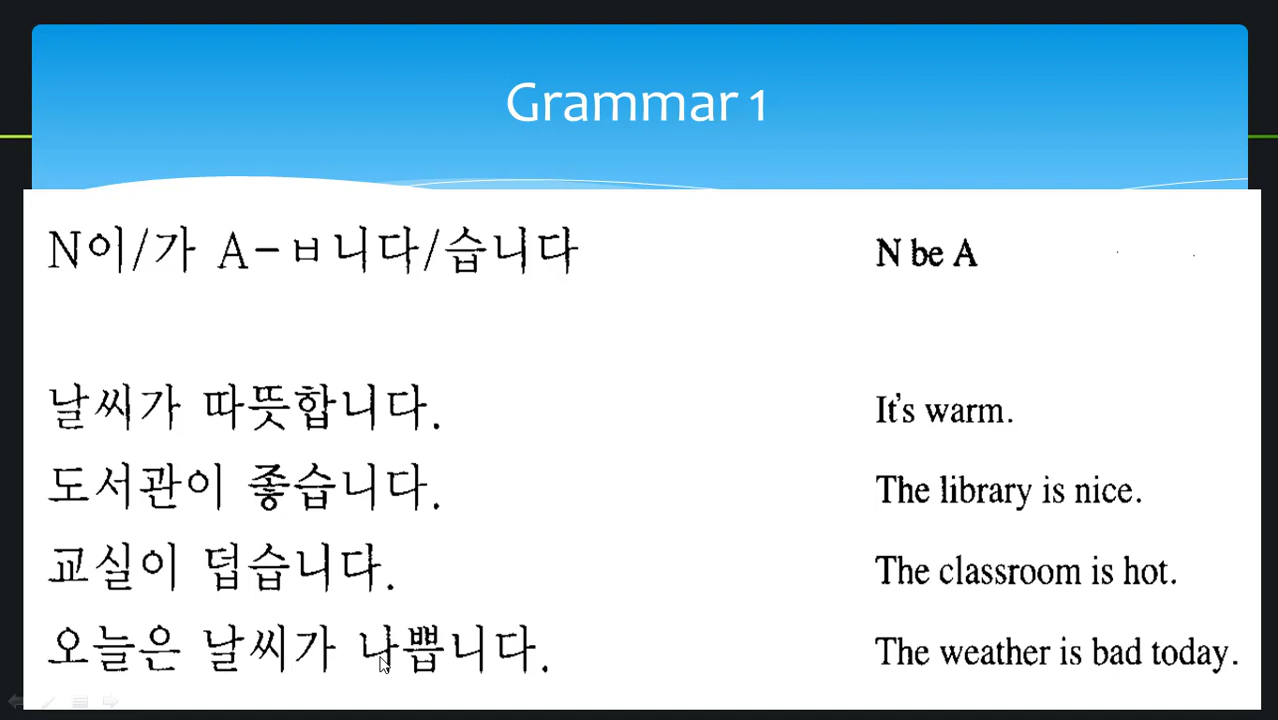 Grammar 1
N이/가 A-ㅂ니다/습니다 N be A
날씨가 따뜻합니다. It's warm.
도서관이 좋습니다. The library is nice.
교실이 덥습니다. The classroom is hot.
오늘은 날씨가 나쁩니다. The weather is bad today.